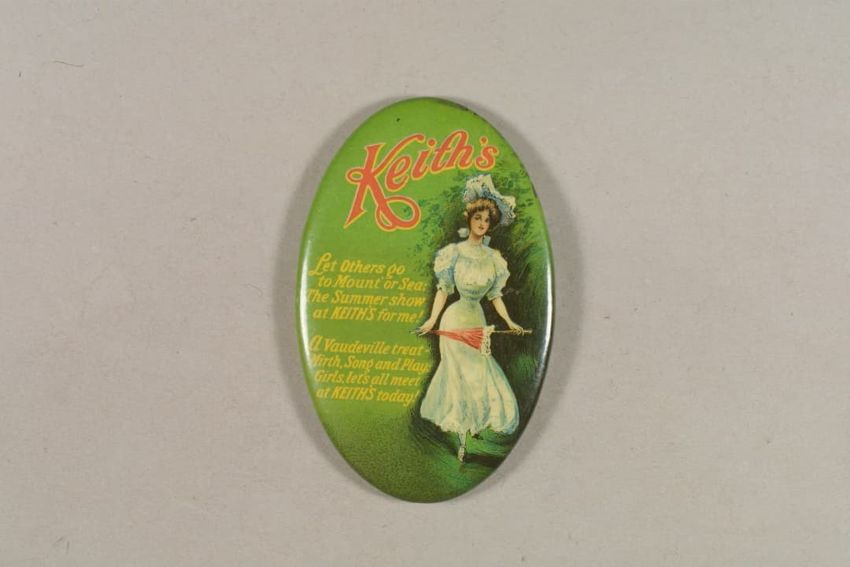 Keith's
Let Others go
to Mount or Sea:
The Summer show
at KEITH'S for me!
A Vaudeville treat-
Mirth, Song and Play,
Girls, let's all meet
at KEITH'S today!